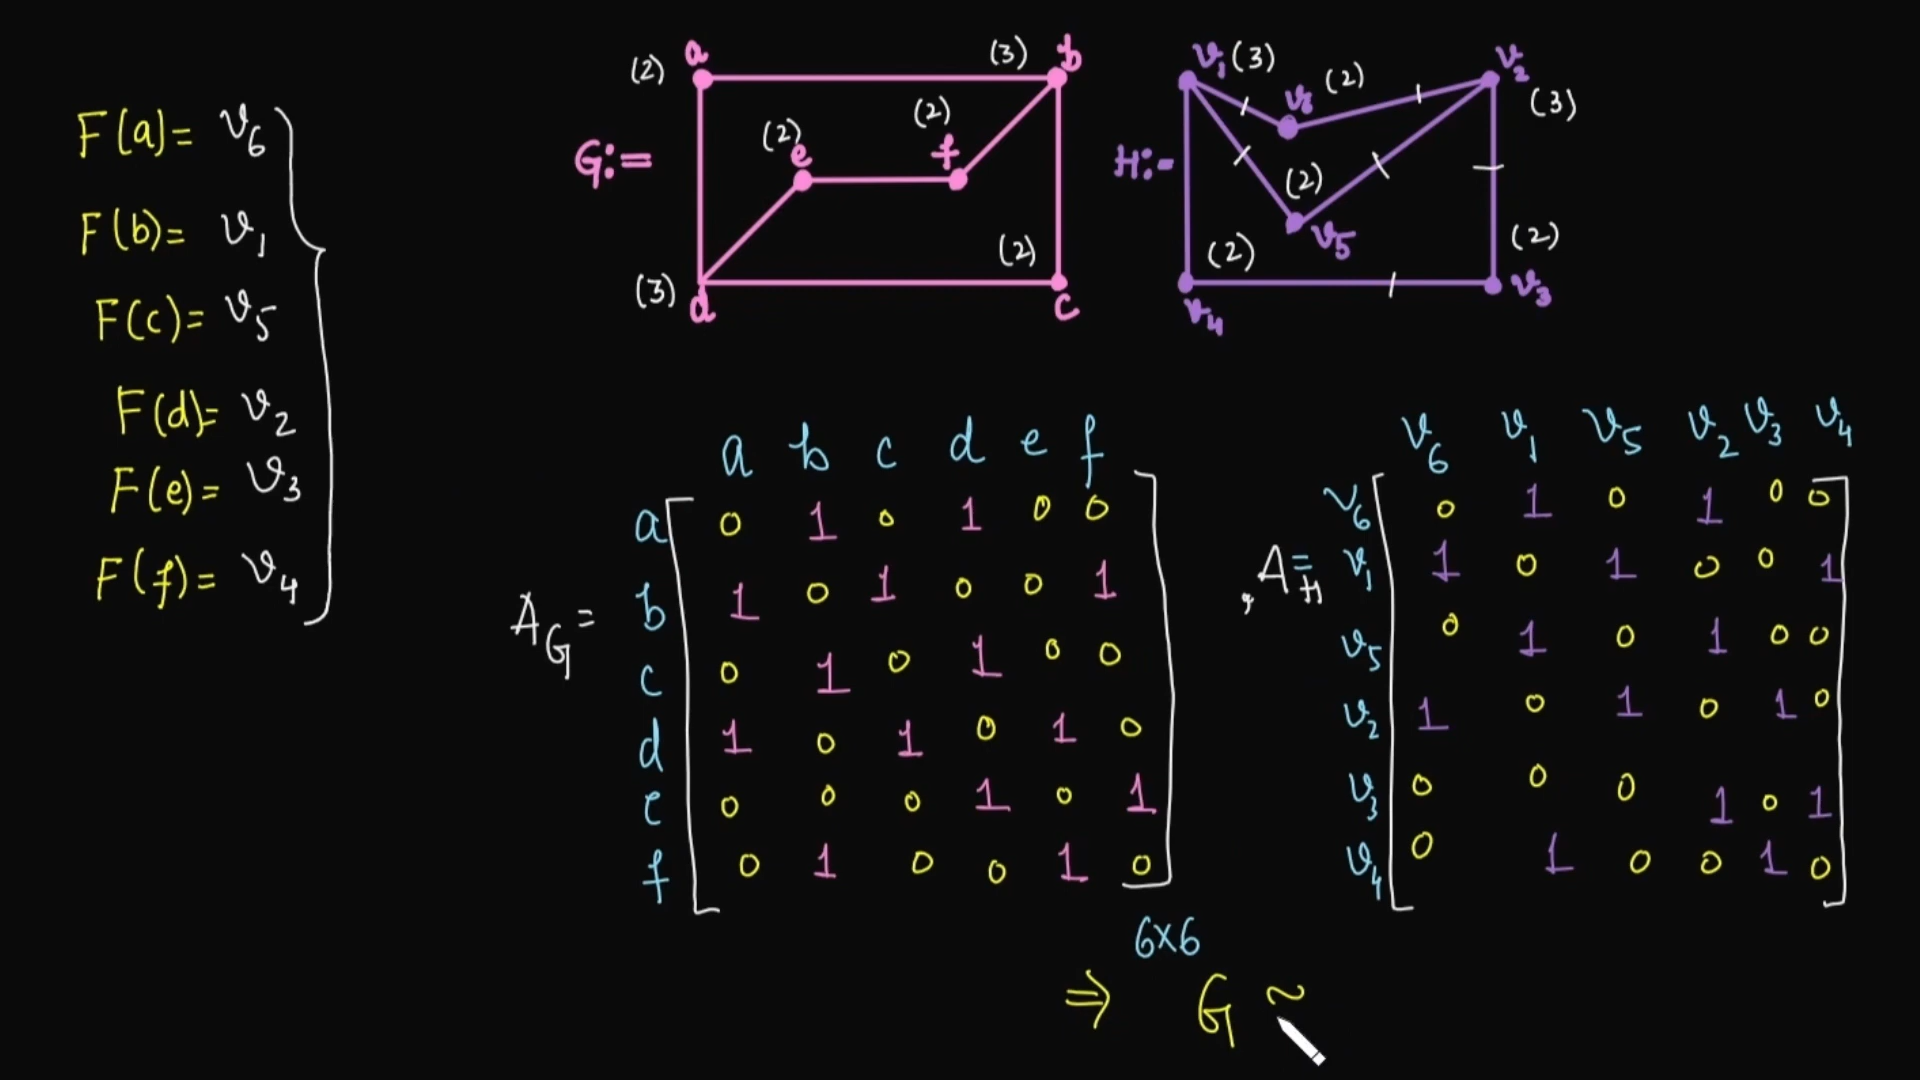 F(a)= v6
F(b)= v1
F(c)= v5
F(d)= v2
F(e)= v3
F(f)= v4
(2) a (3) b
G:= (2) e (2) f
(3) d (2) c
v1 (3) v6 (2) v2 (3)
H:- (2) v5
(2) v4 (2) v3
a b c d e f
a 0 1 0 1 0 0
b 1 0 1 0 0 1
AG = c 0 1 0 1 0 0
d 1 0 1 0 1 0
e 0 0 0 1 0 1
f 0 1 0 0 1 0
6×6
v6 v1 v5 v2 v3 v4
v6 0 1 0 1 0 0
, AH = v1 1 0 1 0 0 1
v5 0 1 0 1 0 0
v2 1 0 1 0 1 0
v3 0 0 0 1 0 1
v4 0 1 0 0 1 0
⇒ G ~